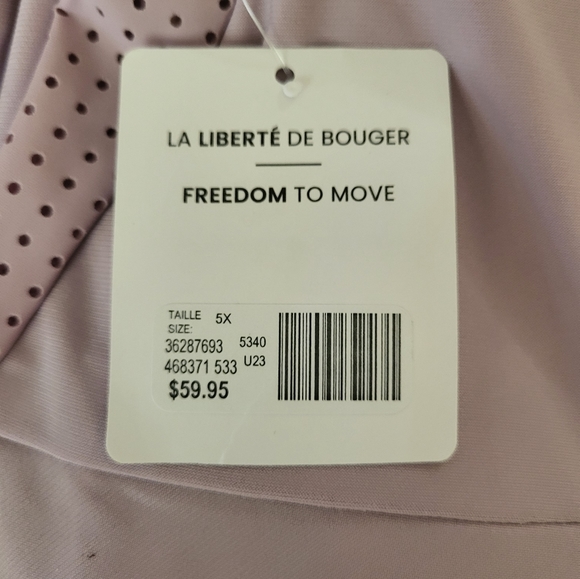 LA LIBERTÉ DE BOUGER
FREEDOM TO MOVE
TAILLE
SIZE: 5X
36287693 5340
468371 533 U23
$59.95